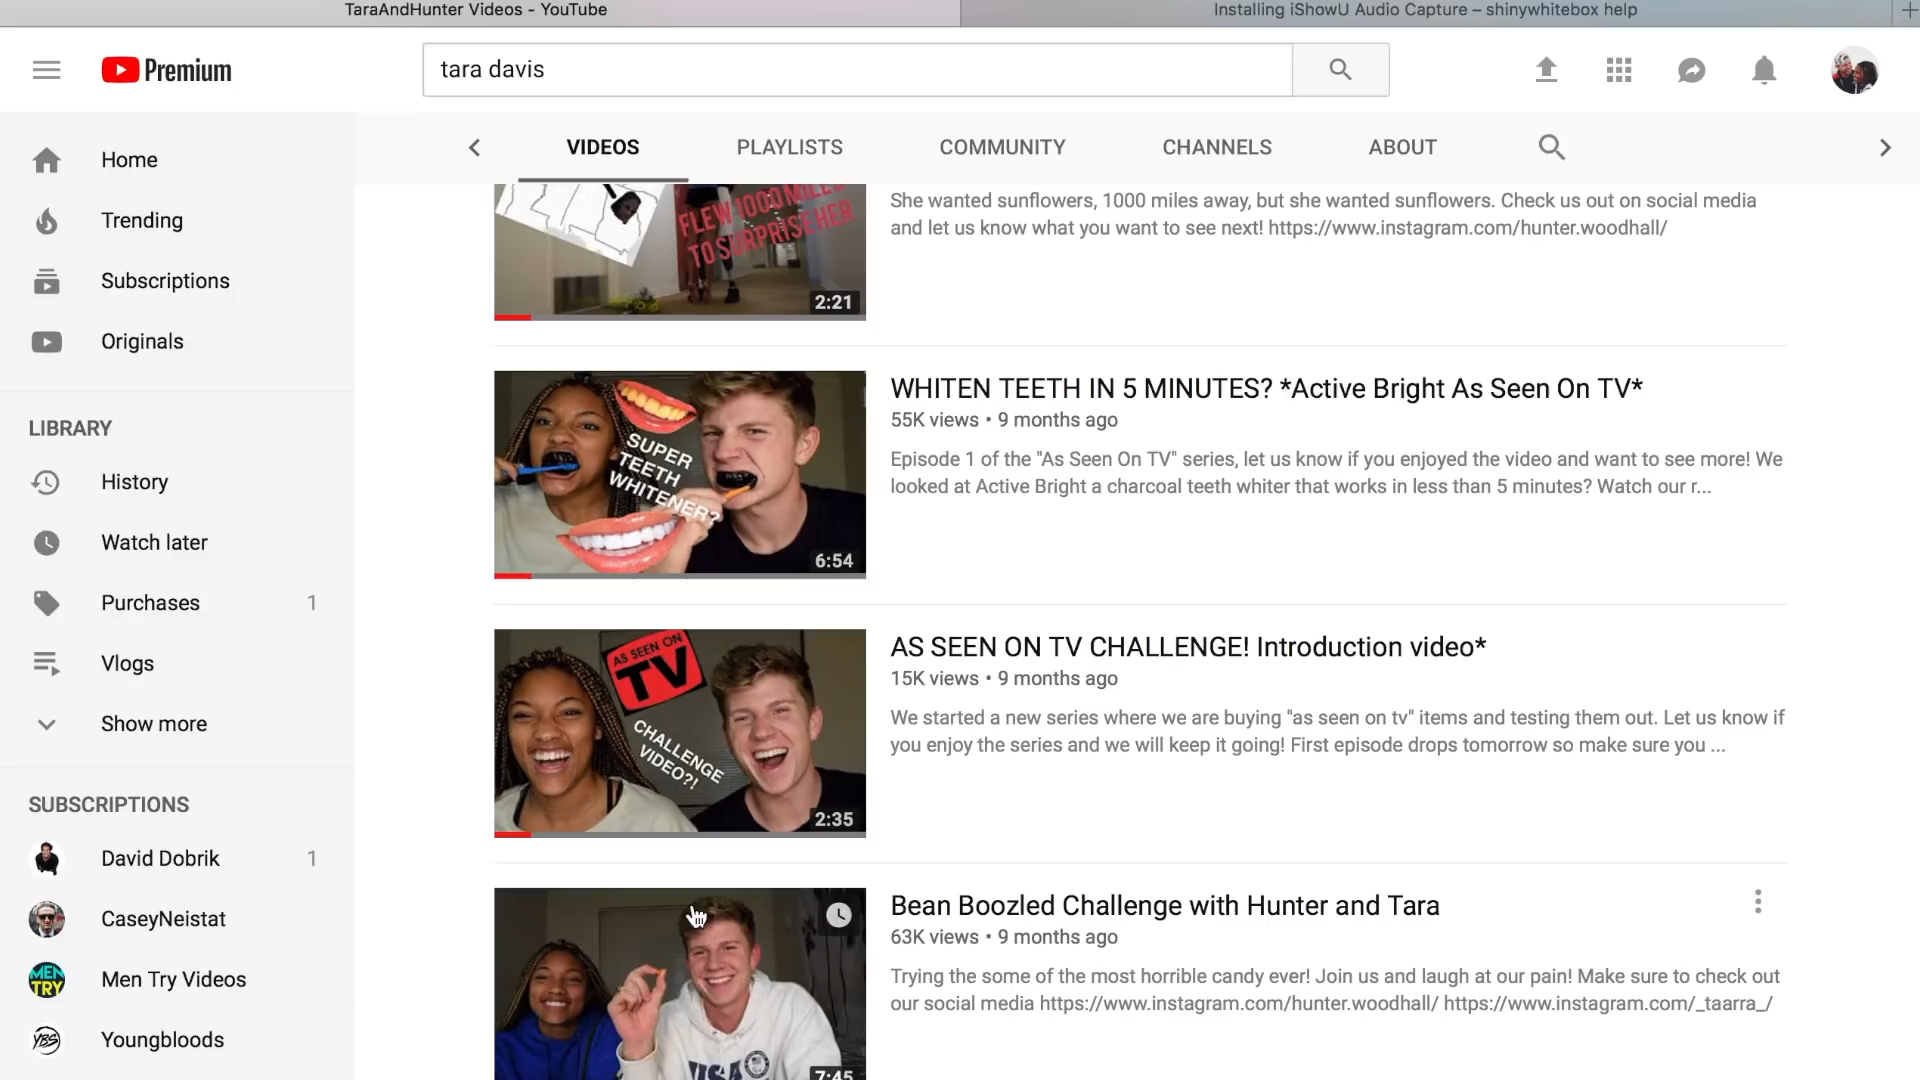 TaraAndHunter Videos - YouTube
Installing iShowU Audio Capture – shinywhitebox help
Premium
tara davis
Home
Trending
Subscriptions
Originals
LIBRARY
History
Watch later
Purchases 1
Vlogs
Show more
SUBSCRIPTIONS
David Dobrik 1
CaseyNeistat
MEN
TRY
Men Try Videos
YBS
Youngbloods
VIDEOS PLAYLISTS COMMUNITY CHANNELS ABOUT
FLEW 1000 MILES
TO SURPRISE HER
2:21
She wanted sunflowers, 1000 miles away, but she wanted sunflowers. Check us out on social media
and let us know what you want to see next! https://www.instagram.com/hunter.woodhall/
SUPER
TEETH
WHITENER?
6:54
WHITEN TEETH IN 5 MINUTES? *Active Bright As Seen On TV*
55K views • 9 months ago
Episode 1 of the "As Seen On TV" series, let us know if you enjoyed the video and want to see more! We
looked at Active Bright a charcoal teeth whiter that works in less than 5 minutes? Watch our r...
AS SEEN ON
TV
CHALLENGE
VIDEO?!
2:35
AS SEEN ON TV CHALLENGE! Introduction video*
15K views • 9 months ago
We started a new series where we are buying "as seen on tv" items and testing them out. Let us know if
you enjoy the series and we will keep it going! First episode drops tomorrow so make sure you ...
USA
7:45
Bean Boozled Challenge with Hunter and Tara
63K views • 9 months ago
Trying the some of the most horrible candy ever! Join us and laugh at our pain! Make sure to check out
our social media https://www.instagram.com/hunter.woodhall/ https://www.instagram.com/_taarra_/